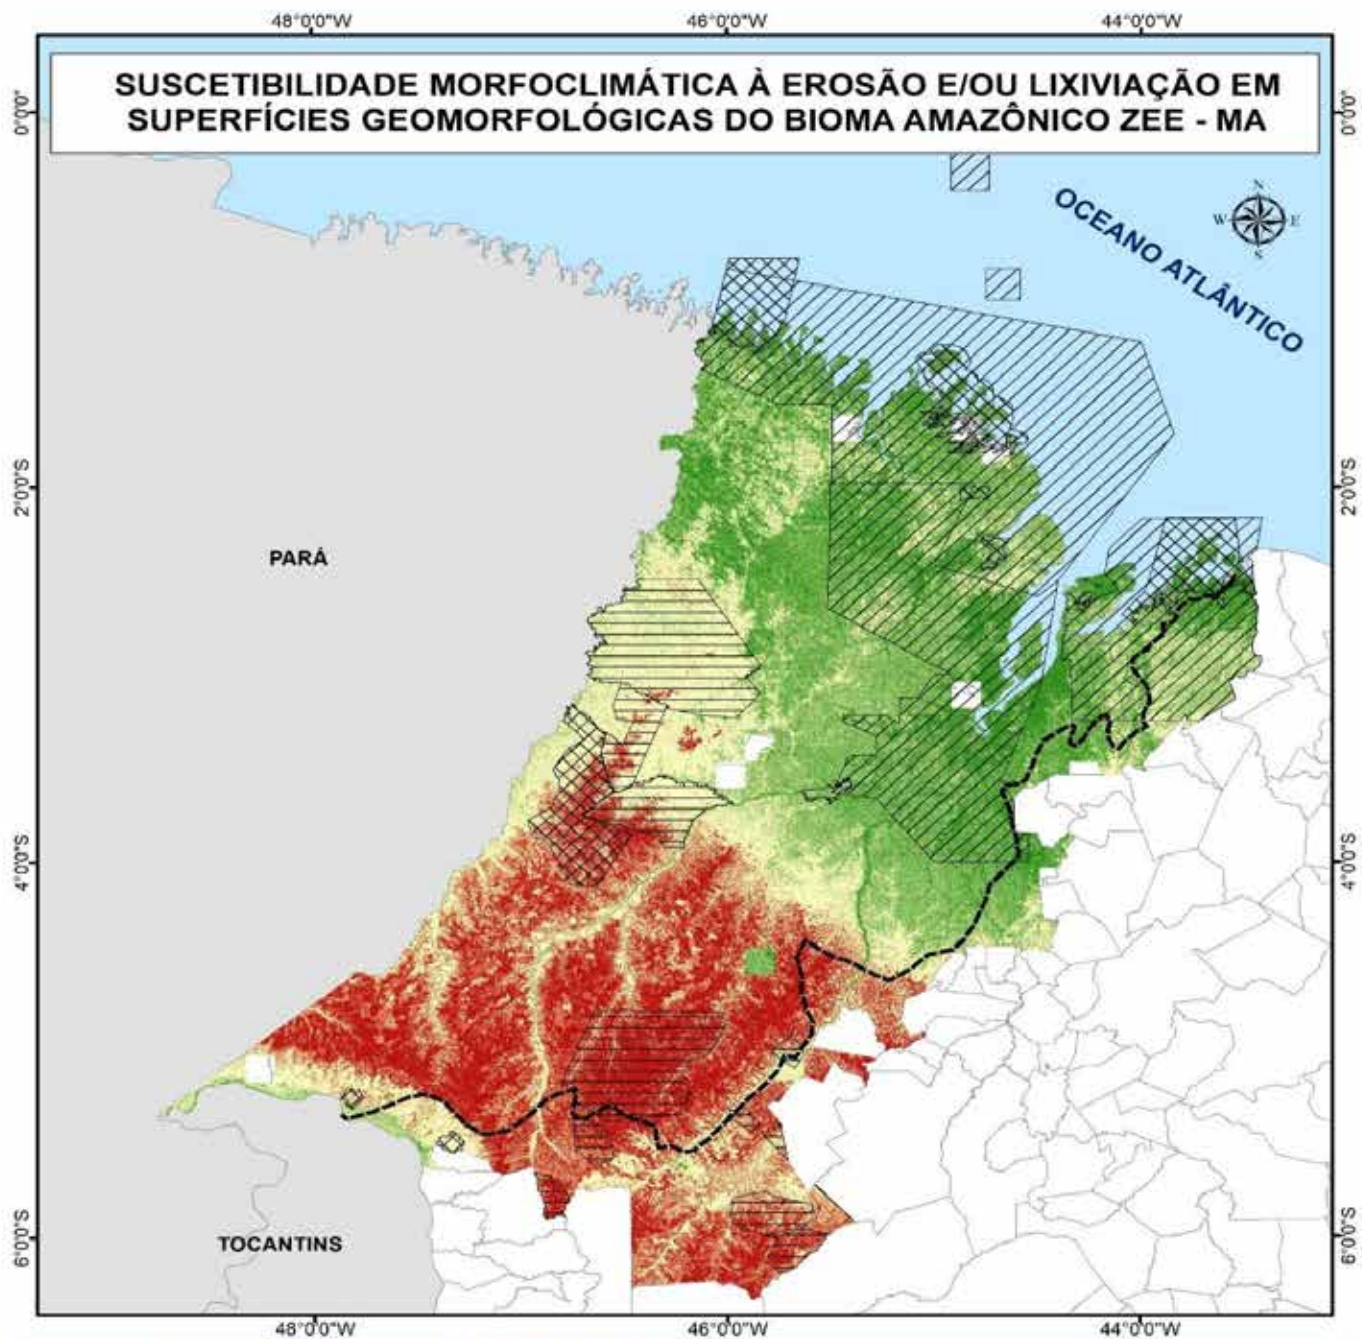 48°0'0"W 46°0'0"W 44°0'0"W
SUSCETIBILIDADE MORFOCLIMÁTICA À EROSÃO E/OU LIXIVIAÇÃO EM
SUPERFÍCIES GEOMORFOLÓGICAS DO BIOMA AMAZÔNICO ZEE - MA
0°0'0" 0°0'0"
N
W E
S
OCEANO ATLÂNTICO
2°0'0"S 2°0'0"S
PARÁ
4°0'0"S 4°0'0"S
TOCANTINS
6°0'0"S 6°0'0"S
48°0'0"W 46°0'0"W 44°0'0"W